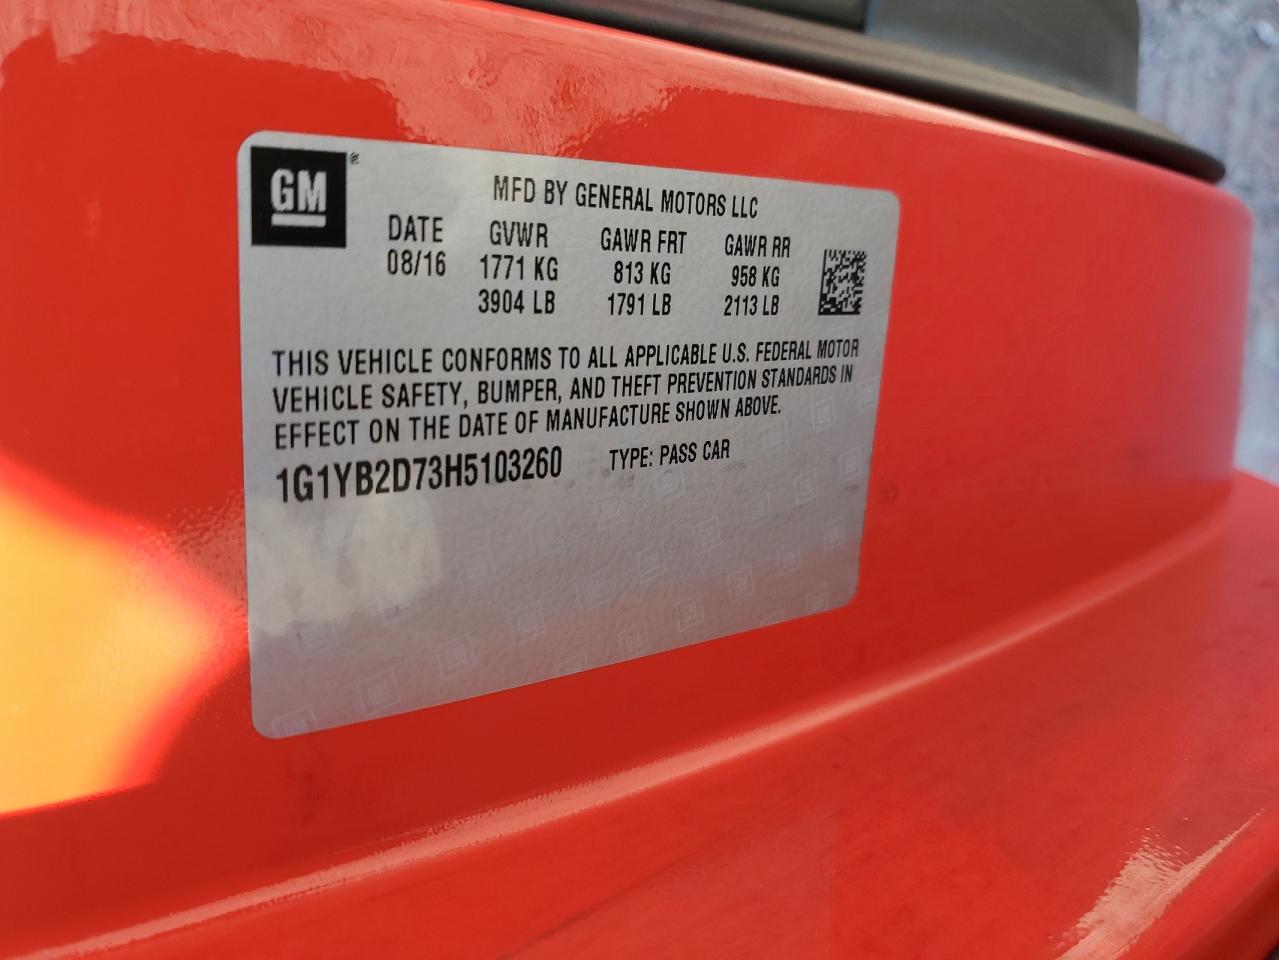 GM
MFD BY GENERAL MOTORS LLC
DATE GVWR GAWR FRT GAWR RR
08/16 1771 KG 813 KG 958 KG
3904 LB 1791 LB 2113 LB
THIS VEHICLE CONFORMS TO ALL APPLICABLE U.S. FEDERAL MOTOR
VEHICLE SAFETY, BUMPER, AND THEFT PREVENTION STANDARDS IN
EFFECT ON THE DATE OF MANUFACTURE SHOWN ABOVE.
1G1YB2D73H5103260 TYPE: PASS CAR